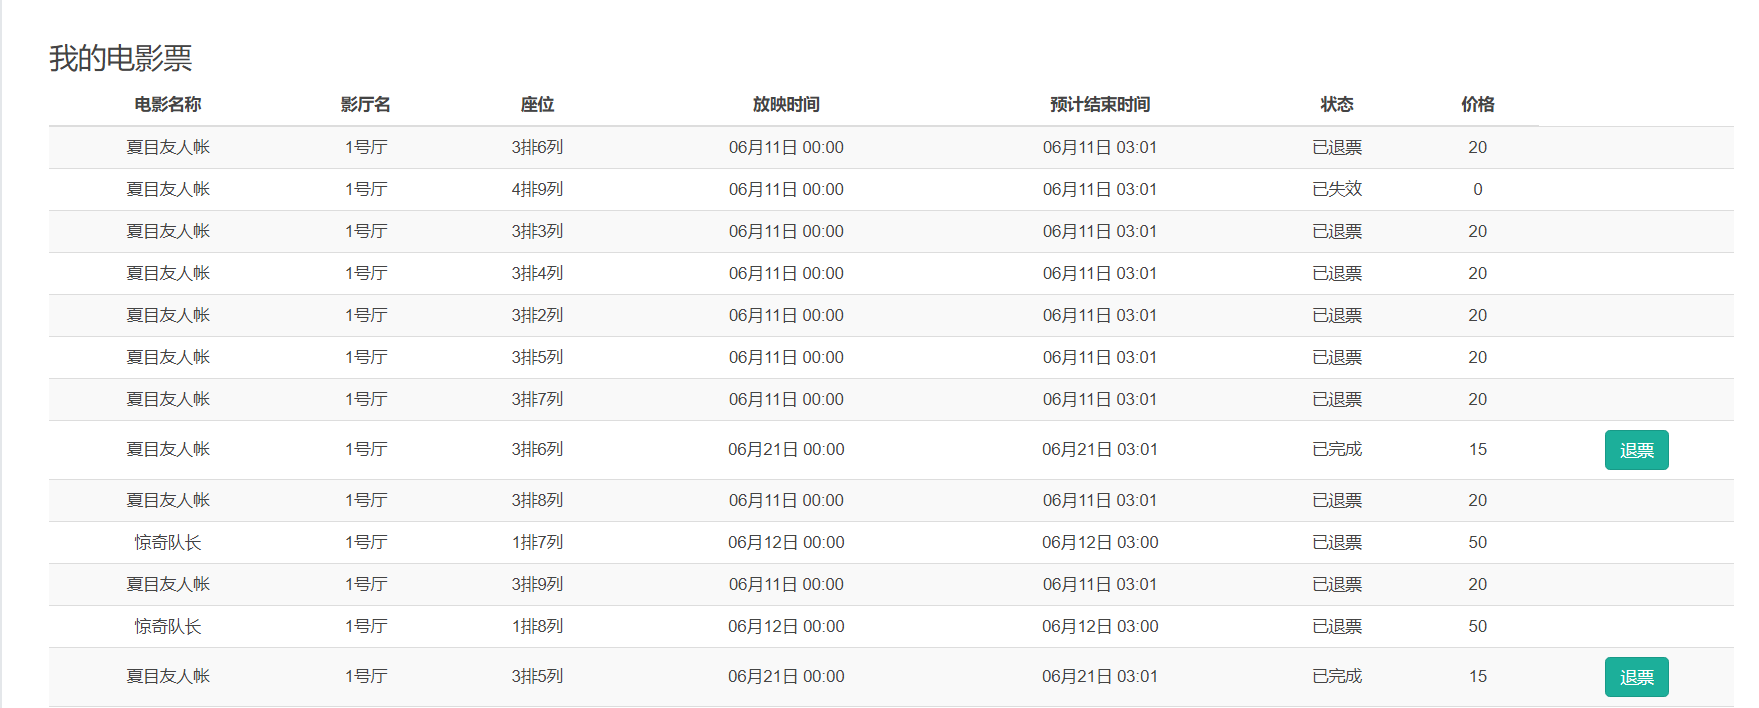 我的电影票
电影名称 影厅名 座位 放映时间 预计结束时间 状态 价格
夏目友人帐 1号厅 3排6列 06月11日 00:00 06月11日 03:01 已退票 20
夏目友人帐 1号厅 4排9列 06月11日 00:00 06月11日 03:01 已失效 0
夏目友人帐 1号厅 3排3列 06月11日 00:00 06月11日 03:01 已退票 20
夏目友人帐 1号厅 3排4列 06月11日 00:00 06月11日 03:01 已退票 20
夏目友人帐 1号厅 3排2列 06月11日 00:00 06月11日 03:01 已退票 20
夏目友人帐 1号厅 3排5列 06月11日 00:00 06月11日 03:01 已退票 20
夏目友人帐 1号厅 3排7列 06月11日 00:00 06月11日 03:01 已退票 20
夏目友人帐 1号厅 3排6列 06月21日 00:00 06月21日 03:01 已完成 15 退票
夏目友人帐 1号厅 3排8列 06月11日 00:00 06月11日 03:01 已退票 20
惊奇队长 1号厅 1排7列 06月12日 00:00 06月12日 03:00 已退票 50
夏目友人帐 1号厅 3排9列 06月11日 00:00 06月11日 03:01 已退票 20
惊奇队长 1号厅 1排8列 06月12日 00:00 06月12日 03:00 已退票 50
夏目友人帐 1号厅 3排5列 06月21日 00:00 06月21日 03:01 已完成 15 退票